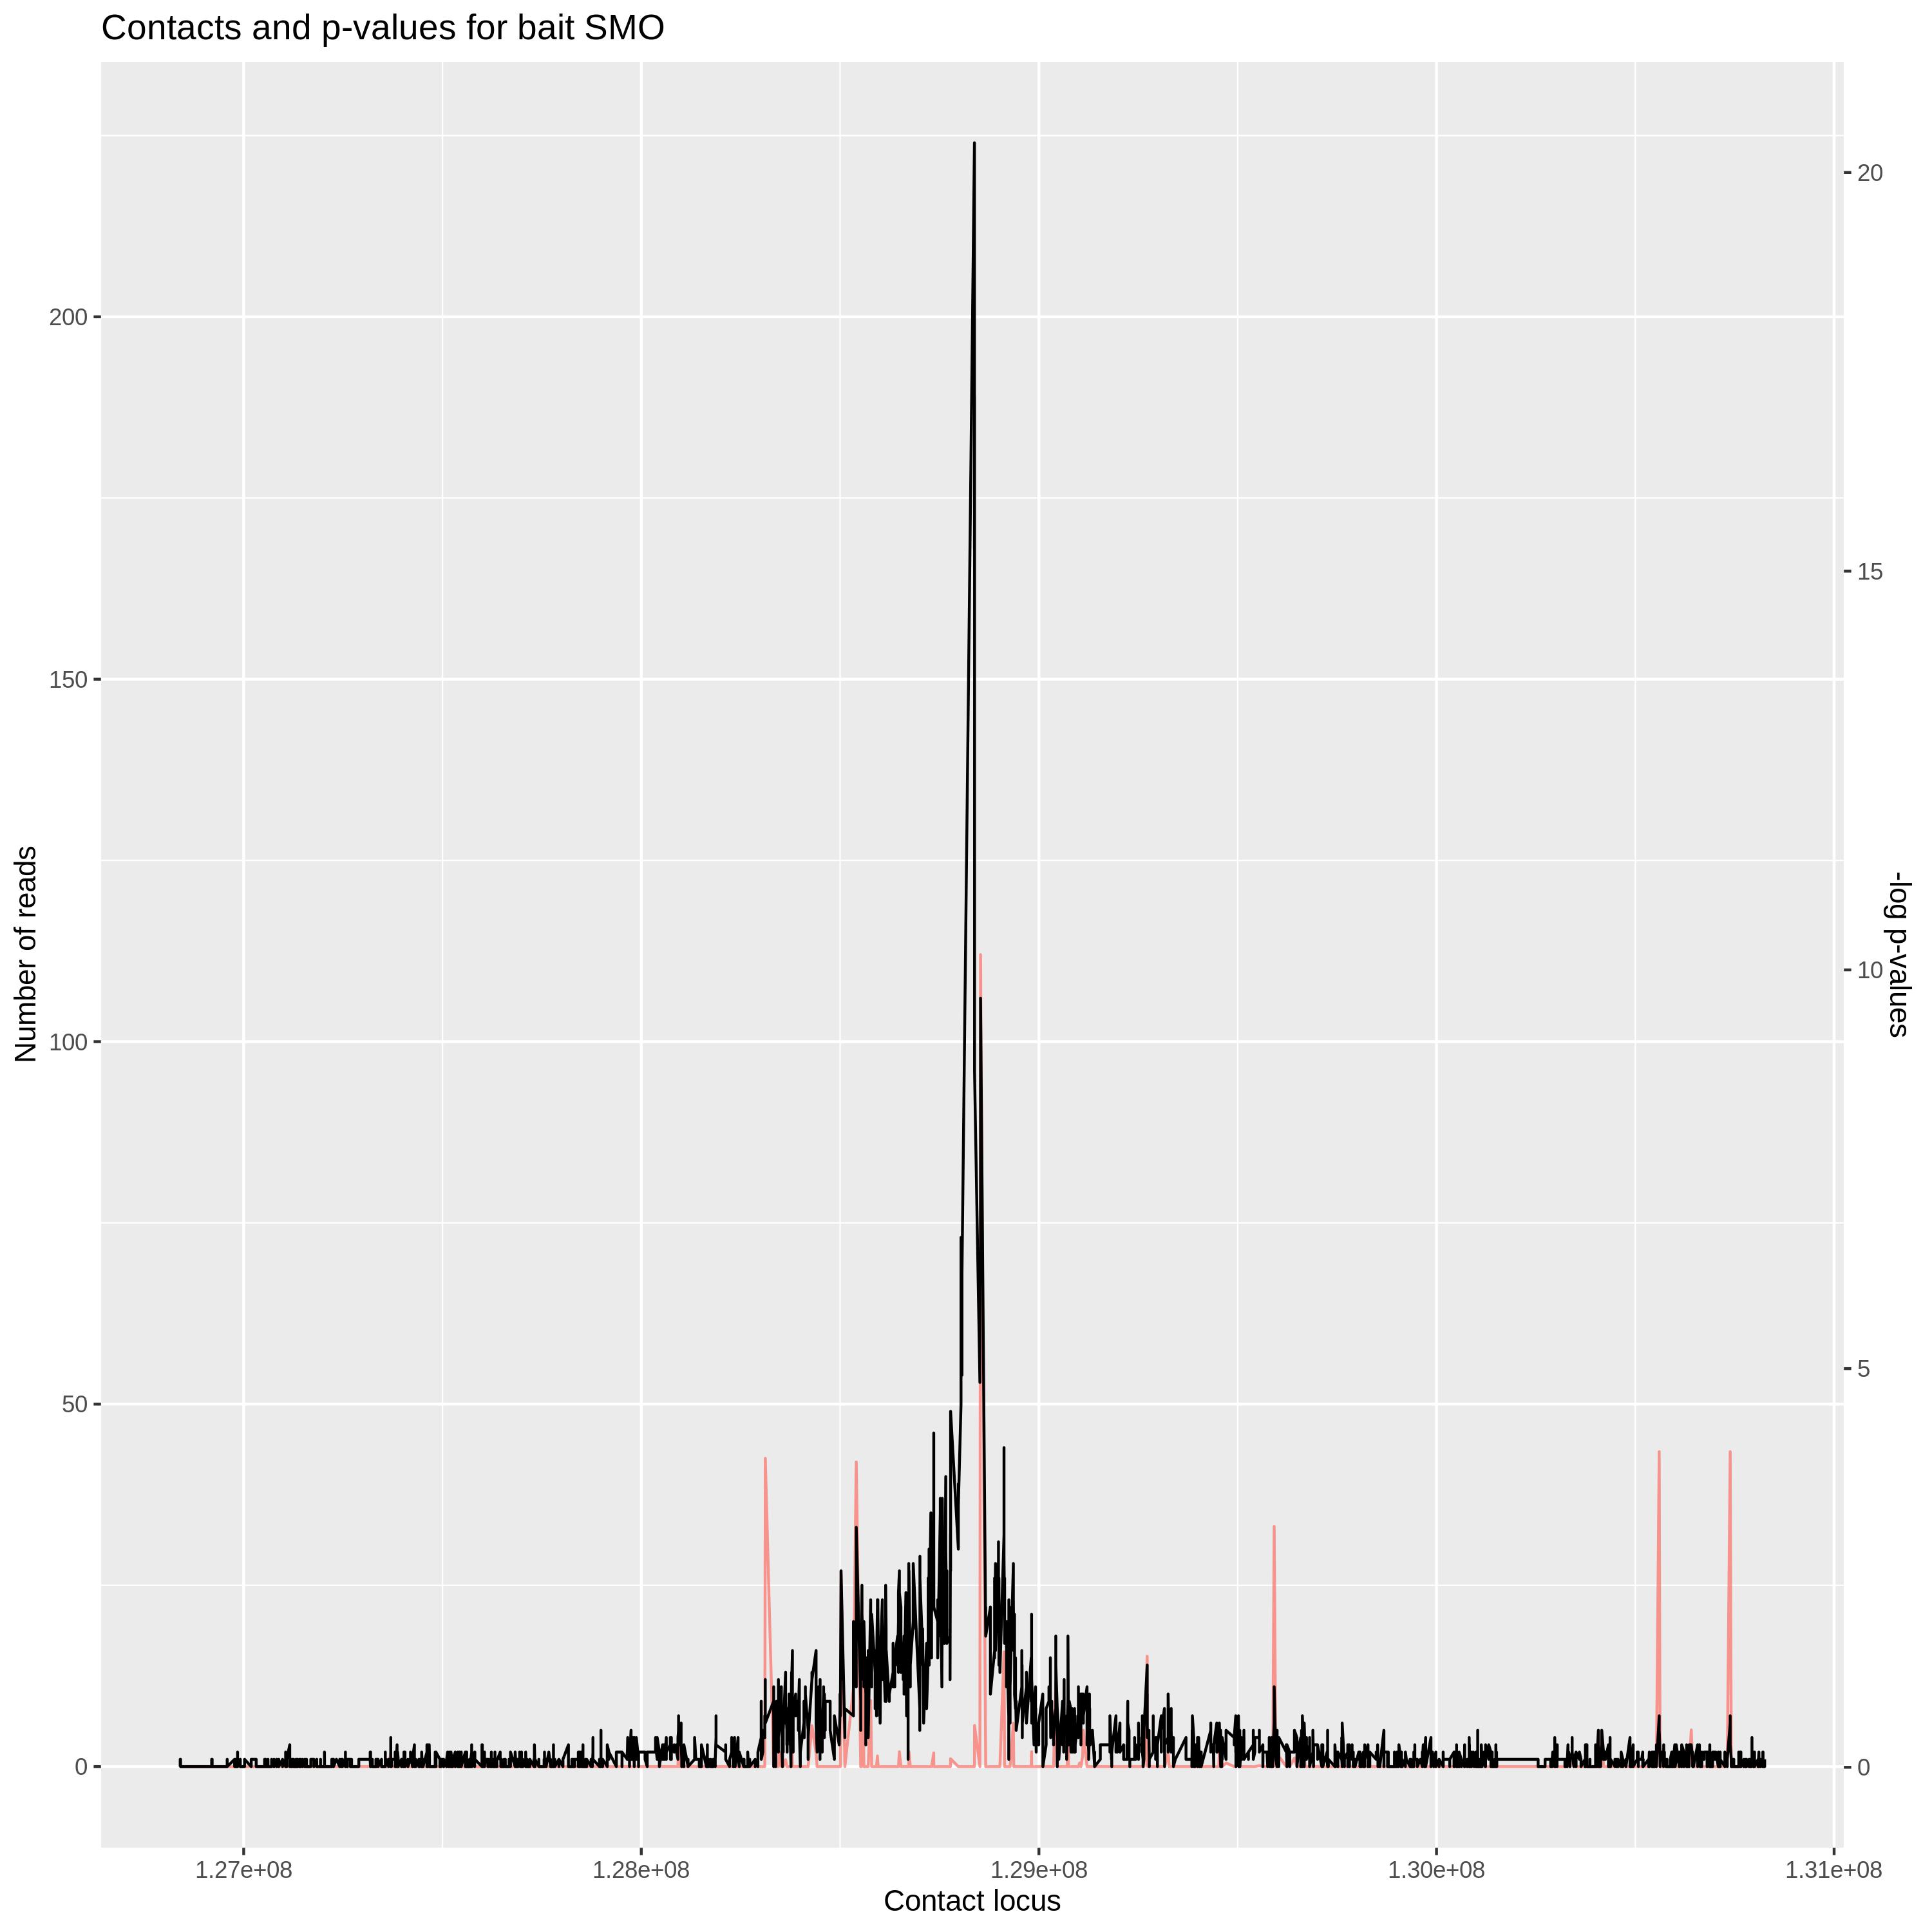 Contacts and p-values for bait SMO
200
150
100
50
0
Number of reads
20
15
10
5
0
-log p-values
1.27e+08
1.28e+08
1.29e+08
1.30e+08
1.31e+08
Contact locus